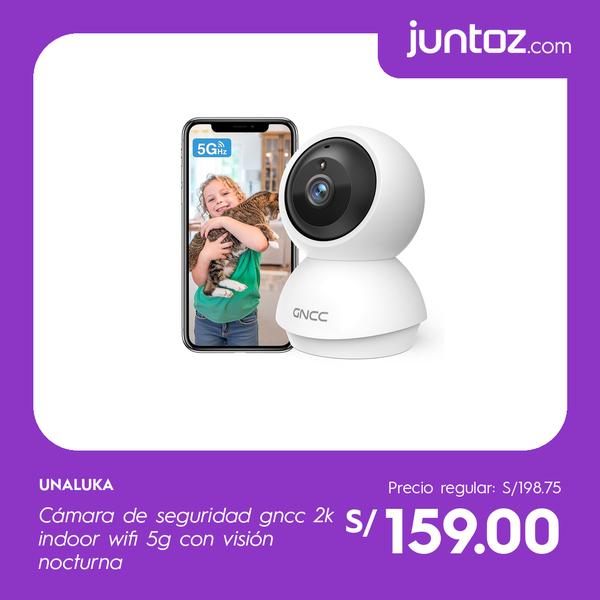 juntoz.com
5GHz
GNCC
UNALUKA
Cámara de seguridad gncc 2k
indoor wifi 5g con visión
nocturna
Precio regular: S/198.75
S/159.00